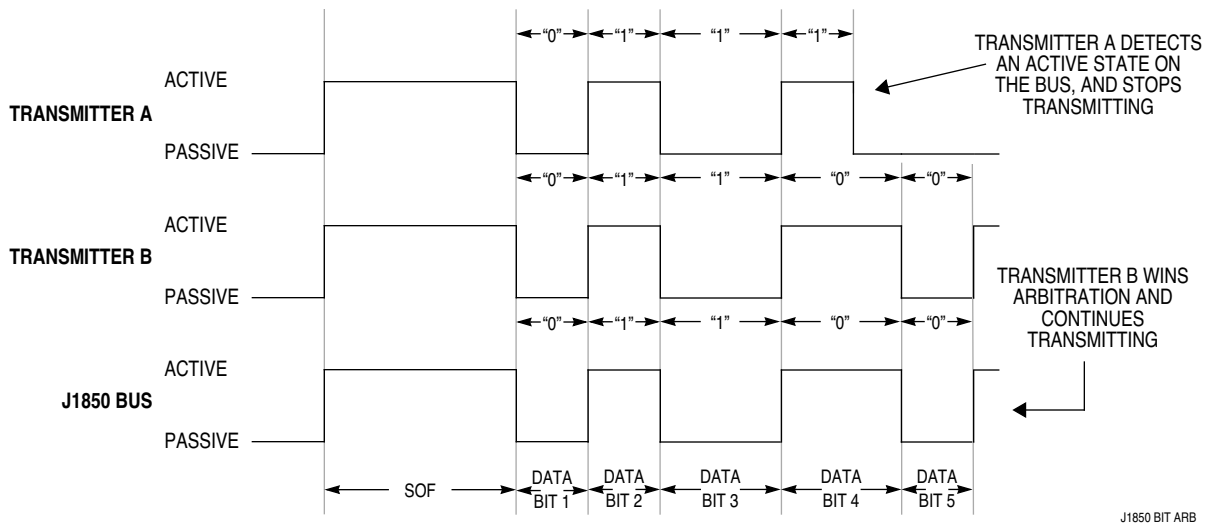 “0” “1” “1” “1”
TRANSMITTER A DETECTS
AN ACTIVE STATE ON
THE BUS, AND STOPS
TRANSMITTING
ACTIVE
TRANSMITTER A
PASSIVE
“0” “1” “1” “0” “0”
ACTIVE
TRANSMITTER B
PASSIVE
TRANSMITTER B WINS
ARBITRATION AND
CONTINUES
TRANSMITTING
“0” “1” “1” “0” “0”
ACTIVE
J1850 BUS
PASSIVE
SOF
DATA
BIT 1
DATA
BIT 2
DATA
BIT 3
DATA
BIT 4
DATA
BIT 5
J1850 BIT ARB